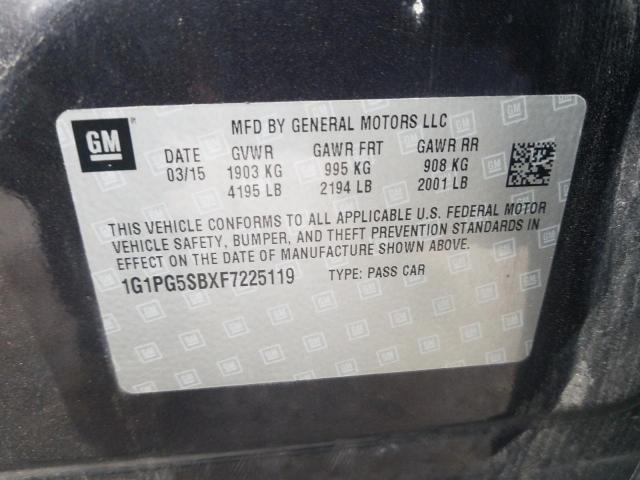 GM
MFD BY GENERAL MOTORS LLC
DATE GVWR GAWR FRT GAWR RR
03/15 1903 KG 995 KG 908 KG
4195 LB 2194 LB 2001 LB
THIS VEHICLE CONFORMS TO ALL APPLICABLE U.S. FEDERAL MOTOR
VEHICLE SAFETY, BUMPER, AND THEFT PREVENTION STANDARDS IN
EFFECT ON THE DATE OF MANUFACTURE SHOWN ABOVE.
1G1PG5SBXF7225119 TYPE: PASS CAR